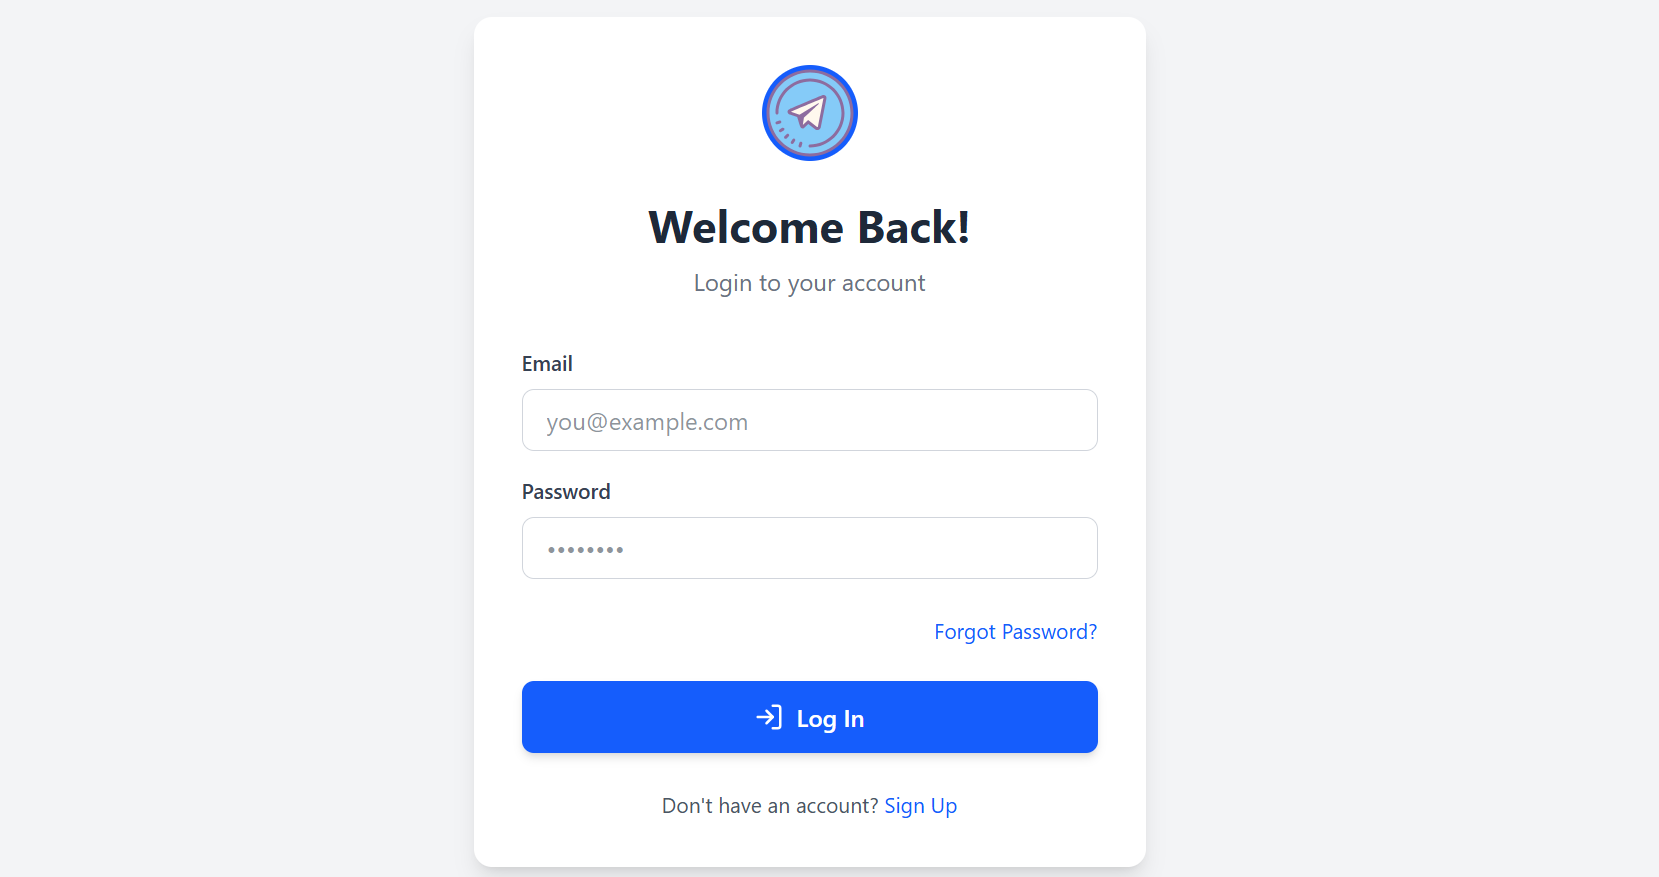 Welcome Back!
Login to your account
Email
you@example.com
Password
••••••••
Forgot Password?
Log In
Don't have an account? Sign Up